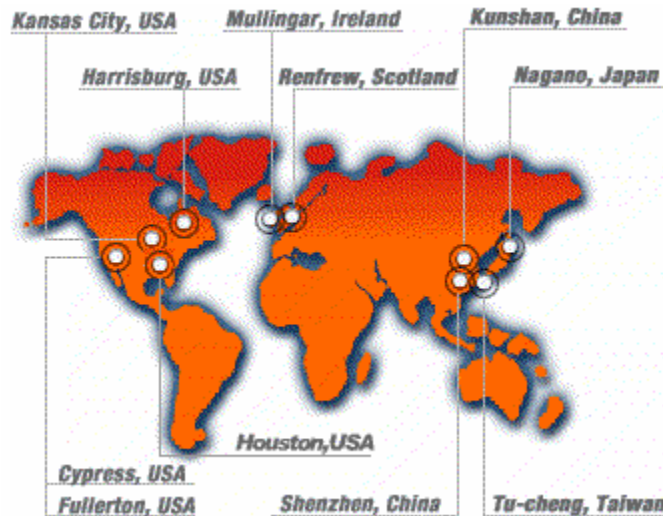 Kansas City, USA
Mullingar, Ireland
Kunshan, China
Harrisburg, USA
Renfrew, Scotland
Nagano, Japan
Houston,USA
Cypress, USA
Fullerton, USA
Shenzhen, China
Tu-cheng, Taiwan